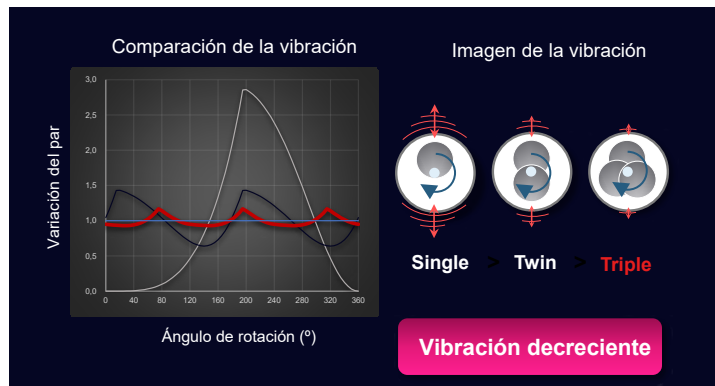 Comparación de la vibración
Imagen de la vibración
Variación del par
3,0
2,5
2,0
1,5
1,0
0,5
0,0
0 40 80 120 160 200 240 280 320 360
Ángulo de rotación (º)
Single > Twin > Triple
Vibración decreciente